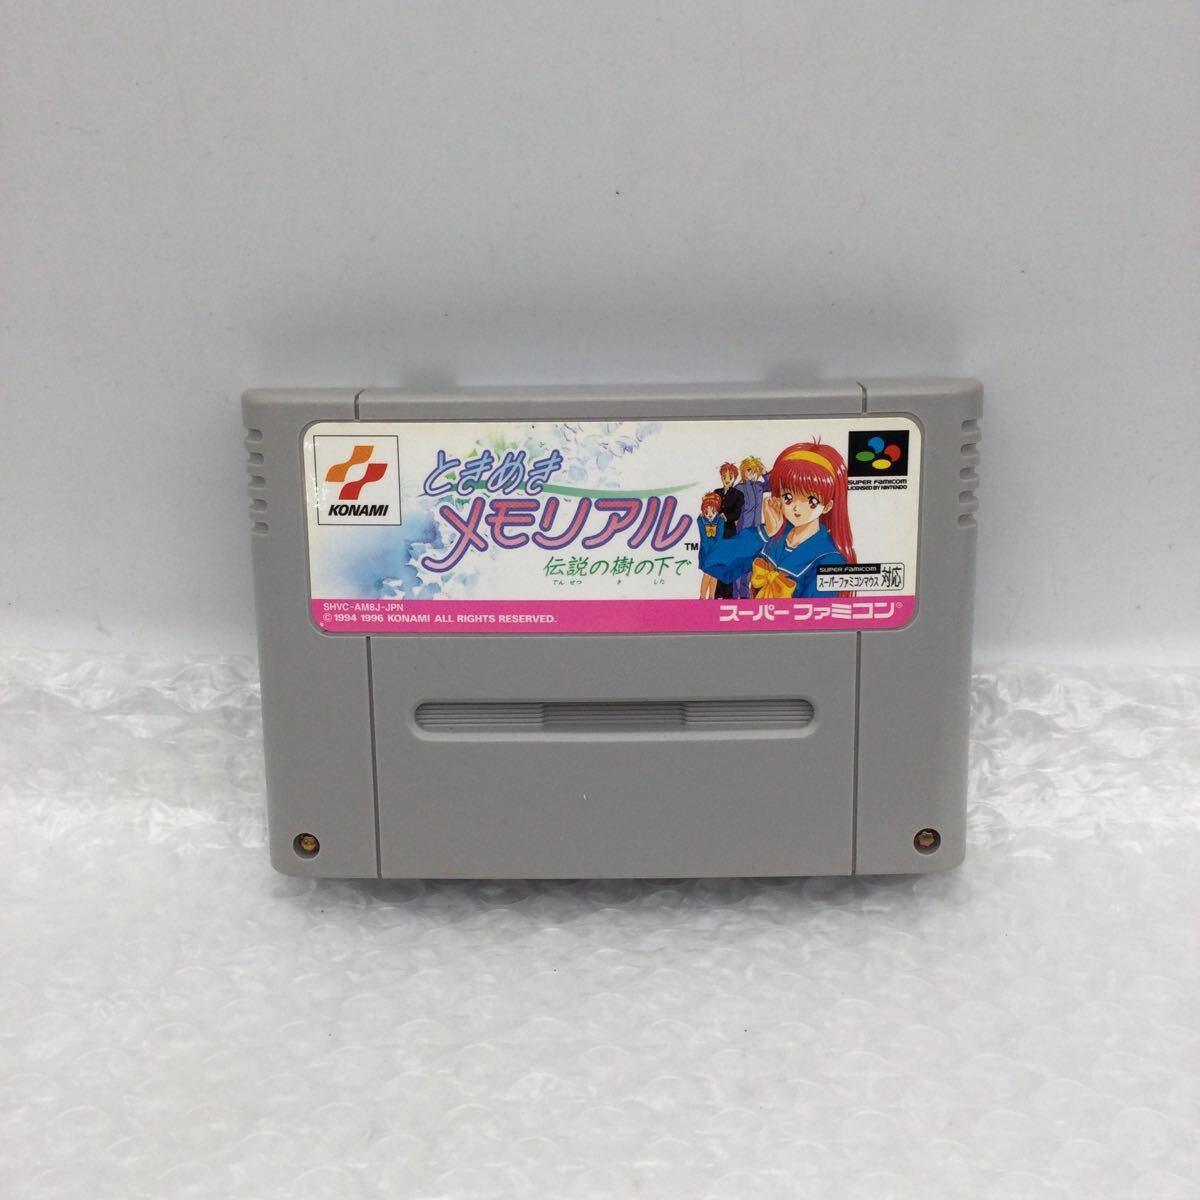 KONAMI
ときめき
メモリアル™
伝説の樹の下で
でんせつ き した
SUPER FAMICOM
LICENSED BY NINTENDO
SUPER FAMICOM
スーパーファミコンマウス 対応
SHVC-AM8J-JPN
© 1994 1996 KONAMI ALL RIGHTS RESERVED.
スーパーファミコン®